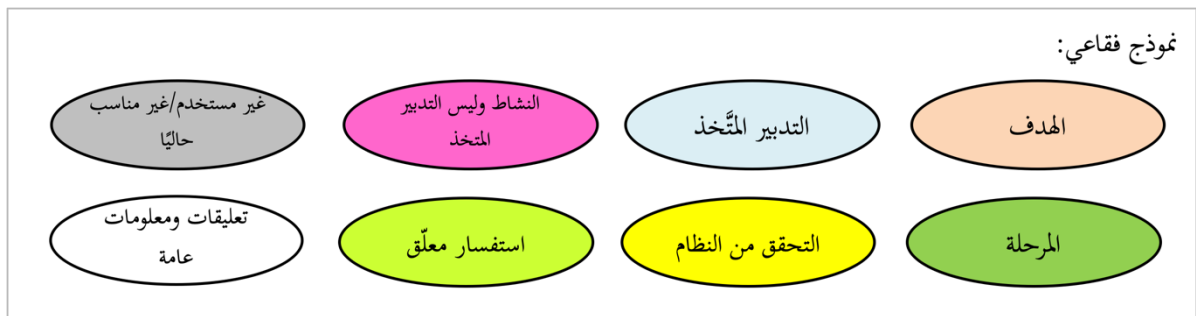 نموذج فقاعي:
الهدف
التدبير المتَّخذ
النشاط وليس التدبير
المتخذ
غير مستخدم/غير مناسب
حاليًا
المرحلة
التحقق من النظام
استفسار معلّق
تعليقات ومعلومات
عامة